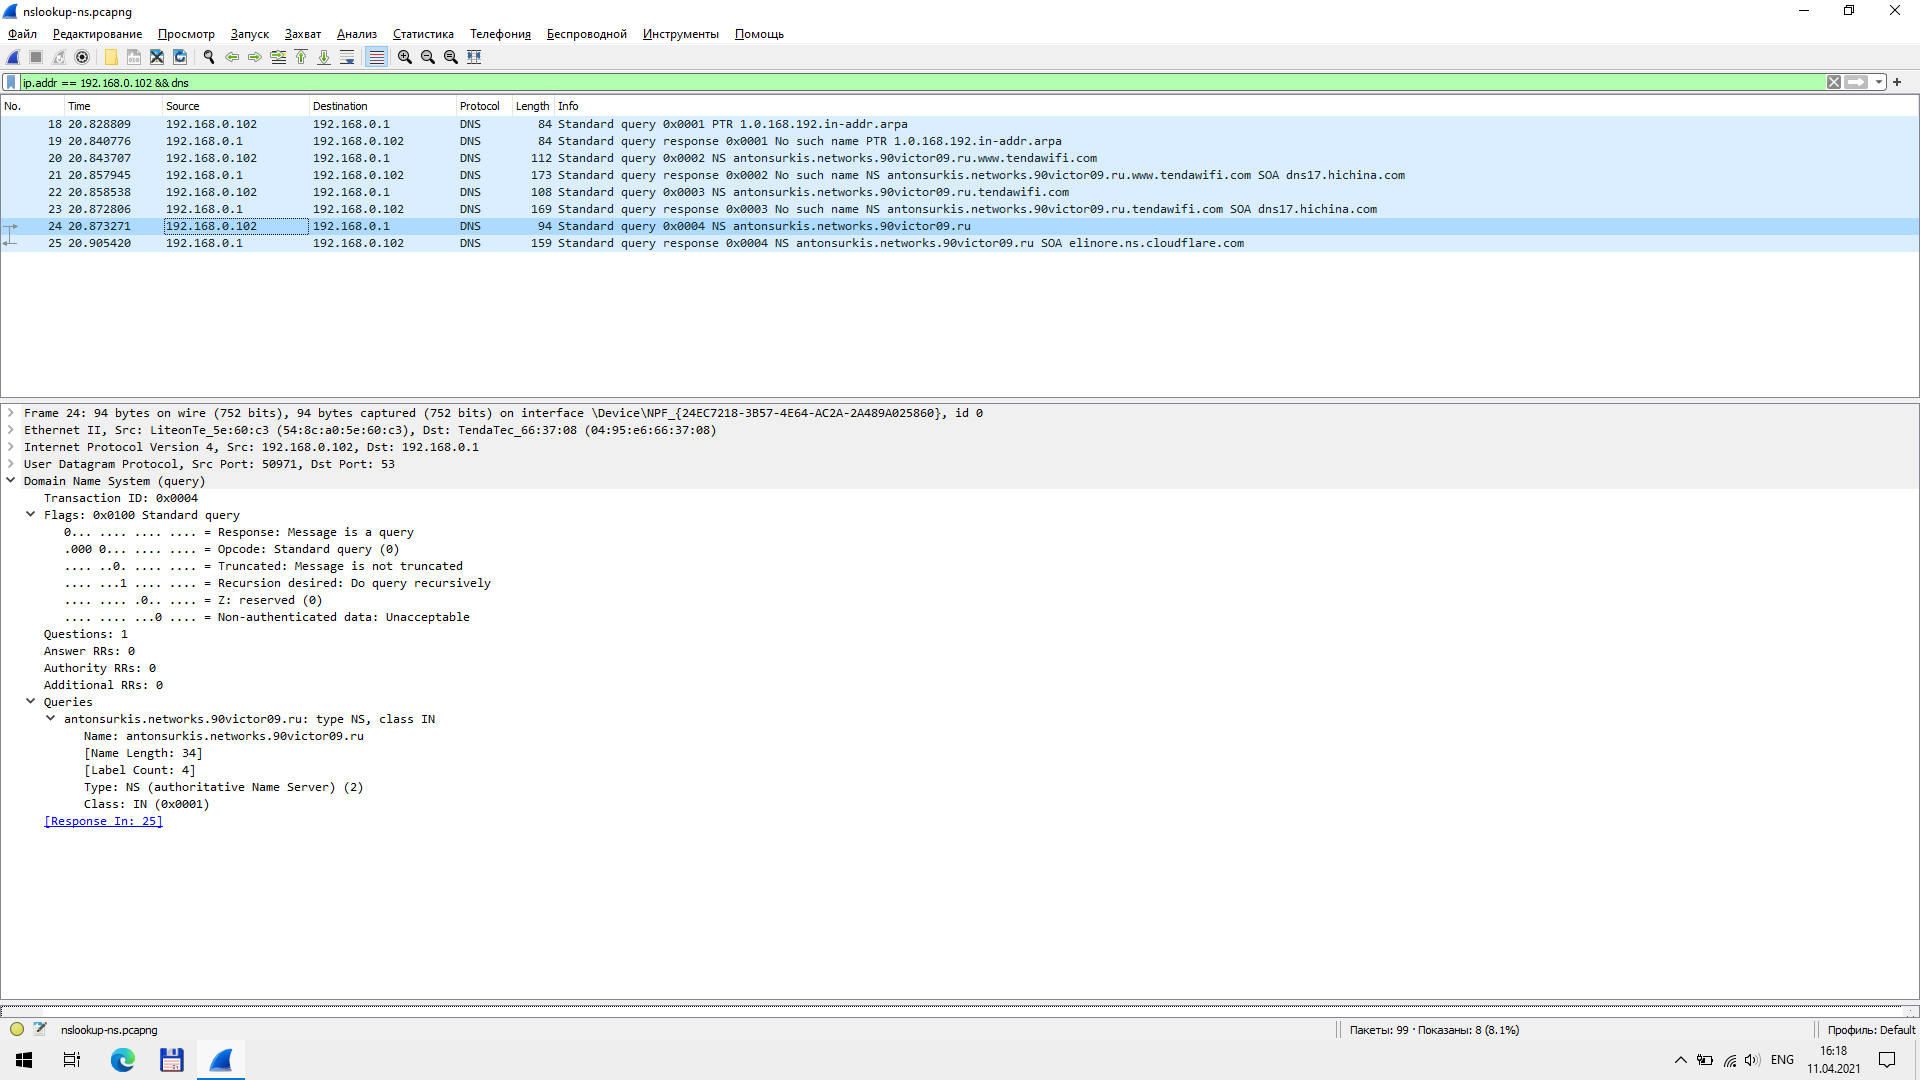 nslookup-ns.pcapng
Файл Редактирование Просмотр Запуск Захват Анализ Статистика Телефония Беспроводной Инструменты Помощь
ip.addr == 192.168.0.102 && dns
No. Time Source Destination Protocol Length Info
18 20.828809 192.168.0.102 192.168.0.1 DNS 84 Standard query 0x0001 PTR 1.0.168.192.in-addr.arpa
19 20.840776 192.168.0.1 192.168.0.102 DNS 84 Standard query response 0x0001 No such name PTR 1.0.168.192.in-addr.arpa
20 20.843707 192.168.0.102 192.168.0.1 DNS 112 Standard query 0x0002 NS antonsurkis.networks.90victor09.ru.www.tendawifi.com
21 20.857945 192.168.0.1 192.168.0.102 DNS 173 Standard query response 0x0002 No such name NS antonsurkis.networks.90victor09.ru.www.tendawifi.com SOA dns17.hichina.com
22 20.858538 192.168.0.102 192.168.0.1 DNS 108 Standard query 0x0003 NS antonsurkis.networks.90victor09.ru.tendawifi.com
23 20.872806 192.168.0.1 192.168.0.102 DNS 169 Standard query response 0x0003 No such name NS antonsurkis.networks.90victor09.ru.tendawifi.com SOA dns17.hichina.com
24 20.873271 192.168.0.102 192.168.0.1 DNS 94 Standard query 0x0004 NS antonsurkis.networks.90victor09.ru
25 20.905420 192.168.0.1 192.168.0.102 DNS 159 Standard query response 0x0004 NS antonsurkis.networks.90victor09.ru SOA elinore.ns.cloudflare.com
Frame 24: 94 bytes on wire (752 bits), 94 bytes captured (752 bits) on interface \Device\NPF_{24EC7218-3B57-4E64-AC2A-2A489A025860}, id 0
Ethernet II, Src: LiteonTe_5e:60:c3 (54:8c:a0:5e:60:c3), Dst: TendaTec_66:37:08 (04:95:e6:66:37:08)
Internet Protocol Version 4, Src: 192.168.0.102, Dst: 192.168.0.1
User Datagram Protocol, Src Port: 50971, Dst Port: 53
Domain Name System (query)
Transaction ID: 0x0004
Flags: 0x0100 Standard query
0... .... .... .... = Response: Message is a query
.000 0... .... .... = Opcode: Standard query (0)
.... ..0. .... .... = Truncated: Message is not truncated
.... ...1 .... .... = Recursion desired: Do query recursively
.... .... .0.. .... = Z: reserved (0)
.... .... ...0 .... = Non-authenticated data: Unacceptable
Questions: 1
Answer RRs: 0
Authority RRs: 0
Additional RRs: 0
Queries
antonsurkis.networks.90victor09.ru: type NS, class IN
Name: antonsurkis.networks.90victor09.ru
[Name Length: 34]
[Label Count: 4]
Type: NS (authoritative Name Server) (2)
Class: IN (0x0001)
[Response In: 25]
nslookup-ns.pcapng Пакеты: 99 · Показаны: 8 (8.1%) Профиль: Default
ENG 16:18
11.04.2021